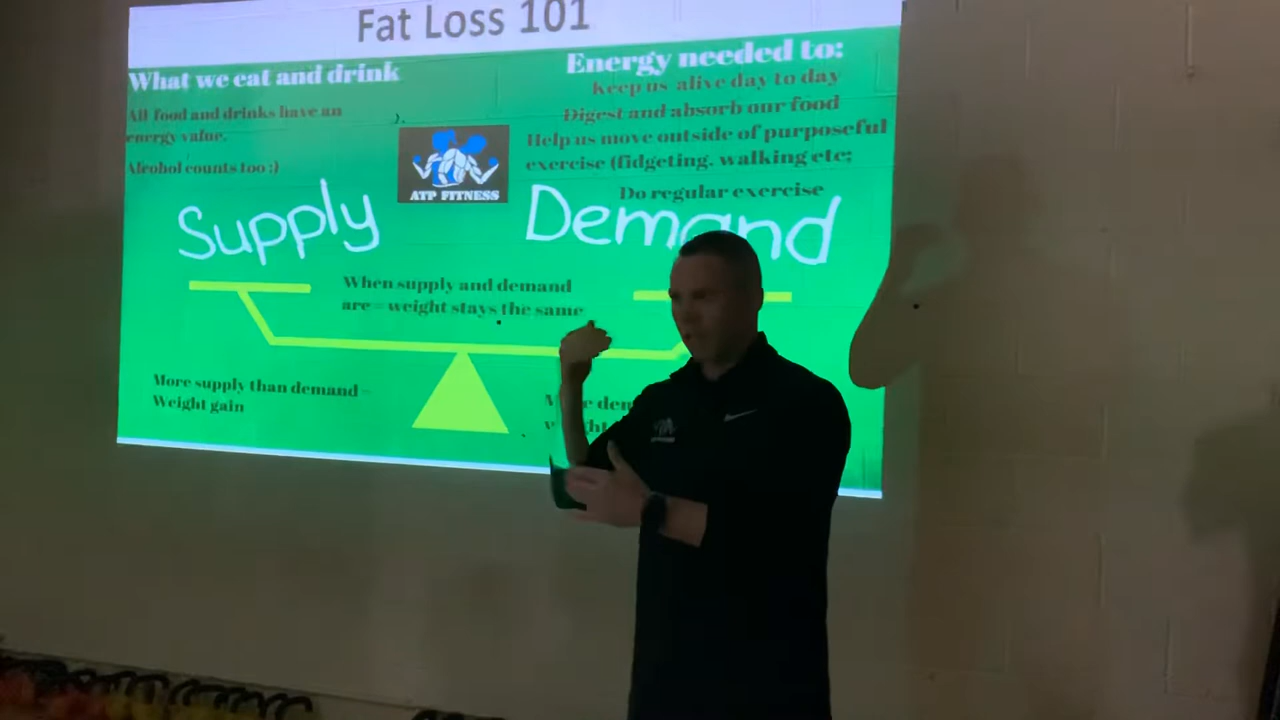 Fat Loss 101
What we eat and drink
All food and drinks have an
energy value.
Alcohol counts too :)
).
ATP FITNESS
Energy needed to:
Keep us alive day to day
Digest and absorb our food
Help us move outside of purposeful
exercise (fidgeting. walking etc;
Do regular exercise
Supply
Demand
When supply and demand
are = weight stays the same
More supply than demand =
Weight gain